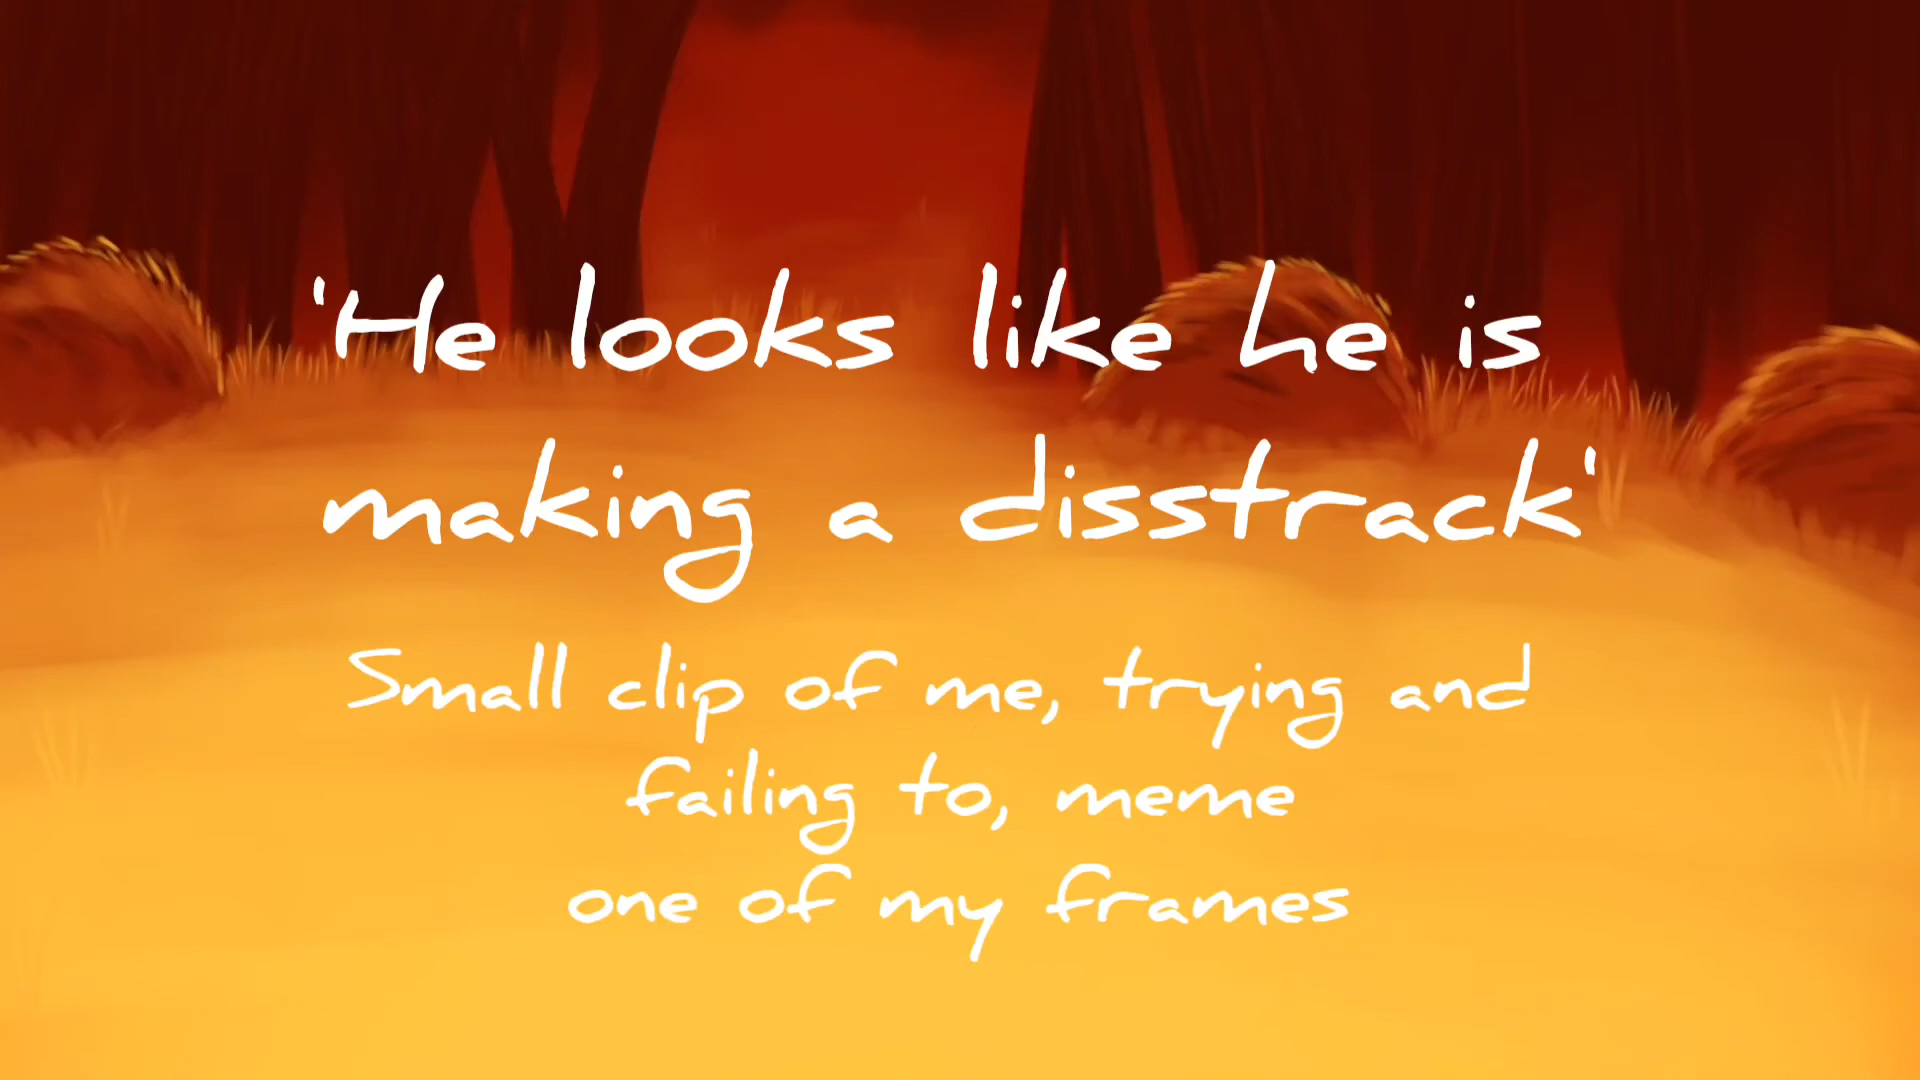 'He looks like he is
making a disstrack'
Small clip of me, trying and
failing to, meme
one of my frames